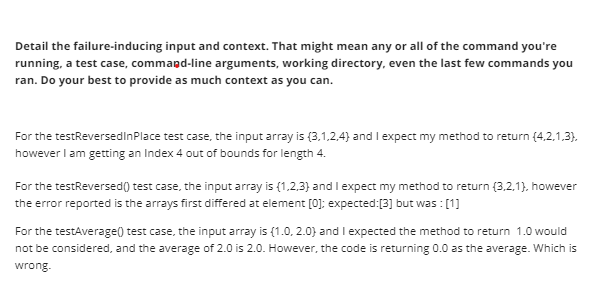 Detail the failure-inducing input and context. That might mean any or all of the command you're
running, a test case, command-line arguments, working directory, even the last few commands you
ran. Do your best to provide as much context as you can.
For the testReversedInPlace test case, the input array is {3,1,2,4} and I expect my method to return {4,2,1,3},
however I am getting an Index 4 out of bounds for length 4.
For the testReversed() test case, the input array is {1,2,3} and I expect my method to return {3,2,1}, however
the error reported is the arrays first differed at element [0]; expected:[3] but was : [1]
For the testAverage() test case, the input array is {1.0, 2.0} and I expected the method to return  1.0 would
not be considered, and the average of 2.0 is 2.0. However, the code is returning 0.0 as the average. Which is
wrong.